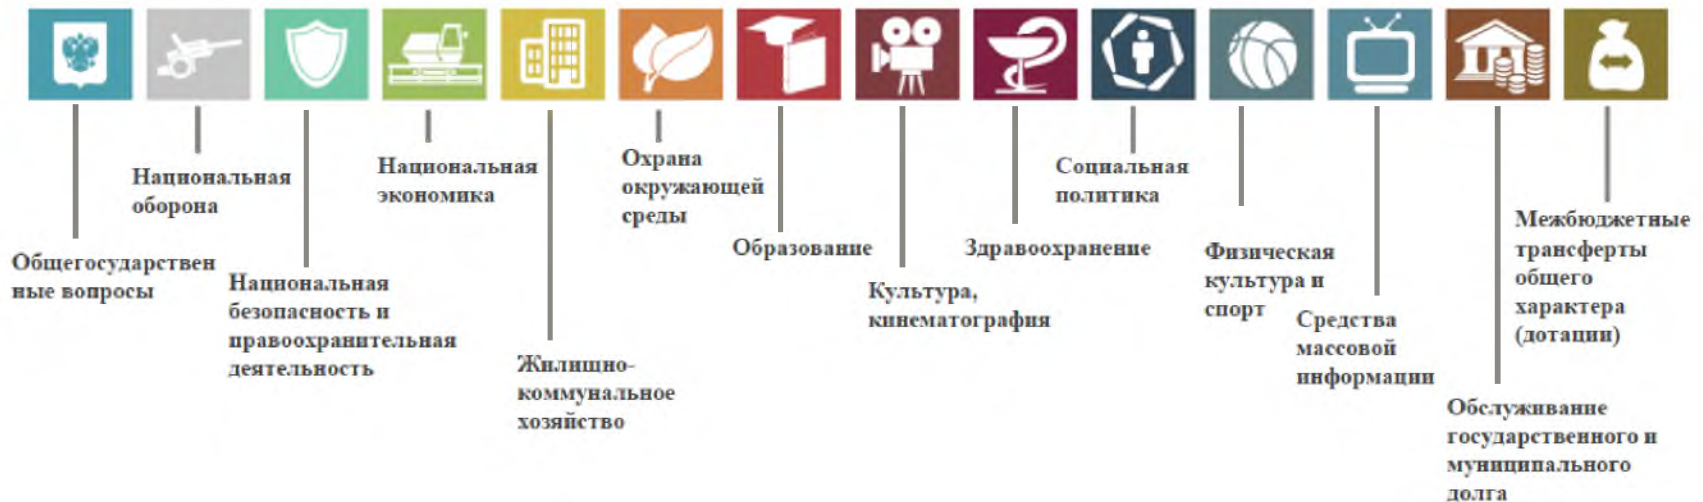 Общегосударствен
ные вопросы
Национальная
оборона
Национальная
безопасность и
правоохранительная
деятельность
Национальная
экономика
Жилищно-
коммунальное
хозяйство
Охрана
окружающей
среды
Образование
Культура,
кинематография
Здравоохранение
Социальная
политика
Физическая
культура и
спорт
Средства
массовой
информации
Обслуживание
государственного и
муниципального
долга
Межбюджетные
трансферты
общего
характера
(дотации)